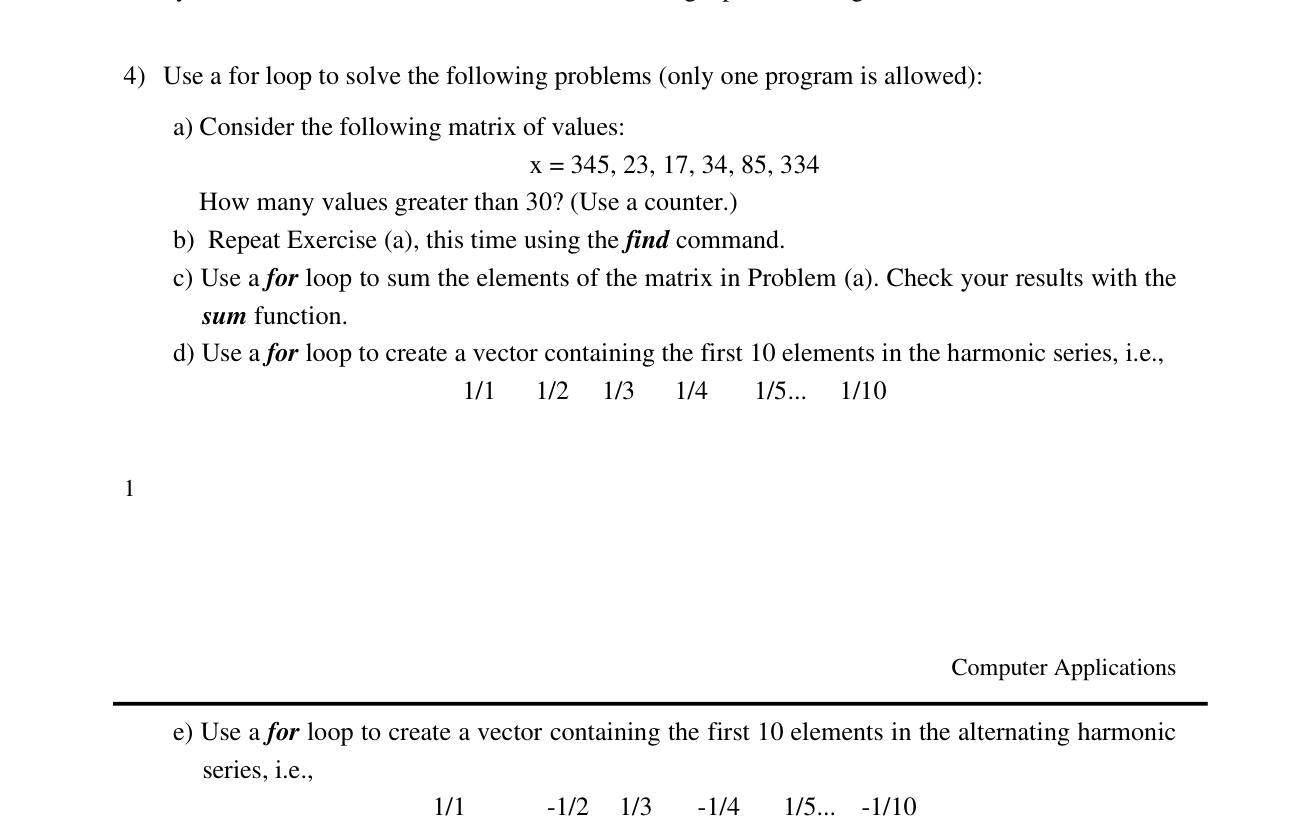 4) Use a for loop to solve the following problems (only one program is allowed):
a) Consider the following matrix of values:
x = 345, 23, 17, 34, 85, 334
How many values greater than 30? (Use a counter.)
b) Repeat Exercise (a), this time using the find command.
c) Use a for loop to sum the elements of the matrix in Problem (a). Check your results with the
sum function.
d) Use a for loop to create a vector containing the first 10 elements in the harmonic series, i.e.,
1/1 1/2 1/3 1/4 1/5... 1/10
1
Computer Applications
e) Use a for loop to create a vector containing the first 10 elements in the alternating harmonic
series, i.e.,
1/1 -1/2 1/3 -1/4 1/5... -1/10